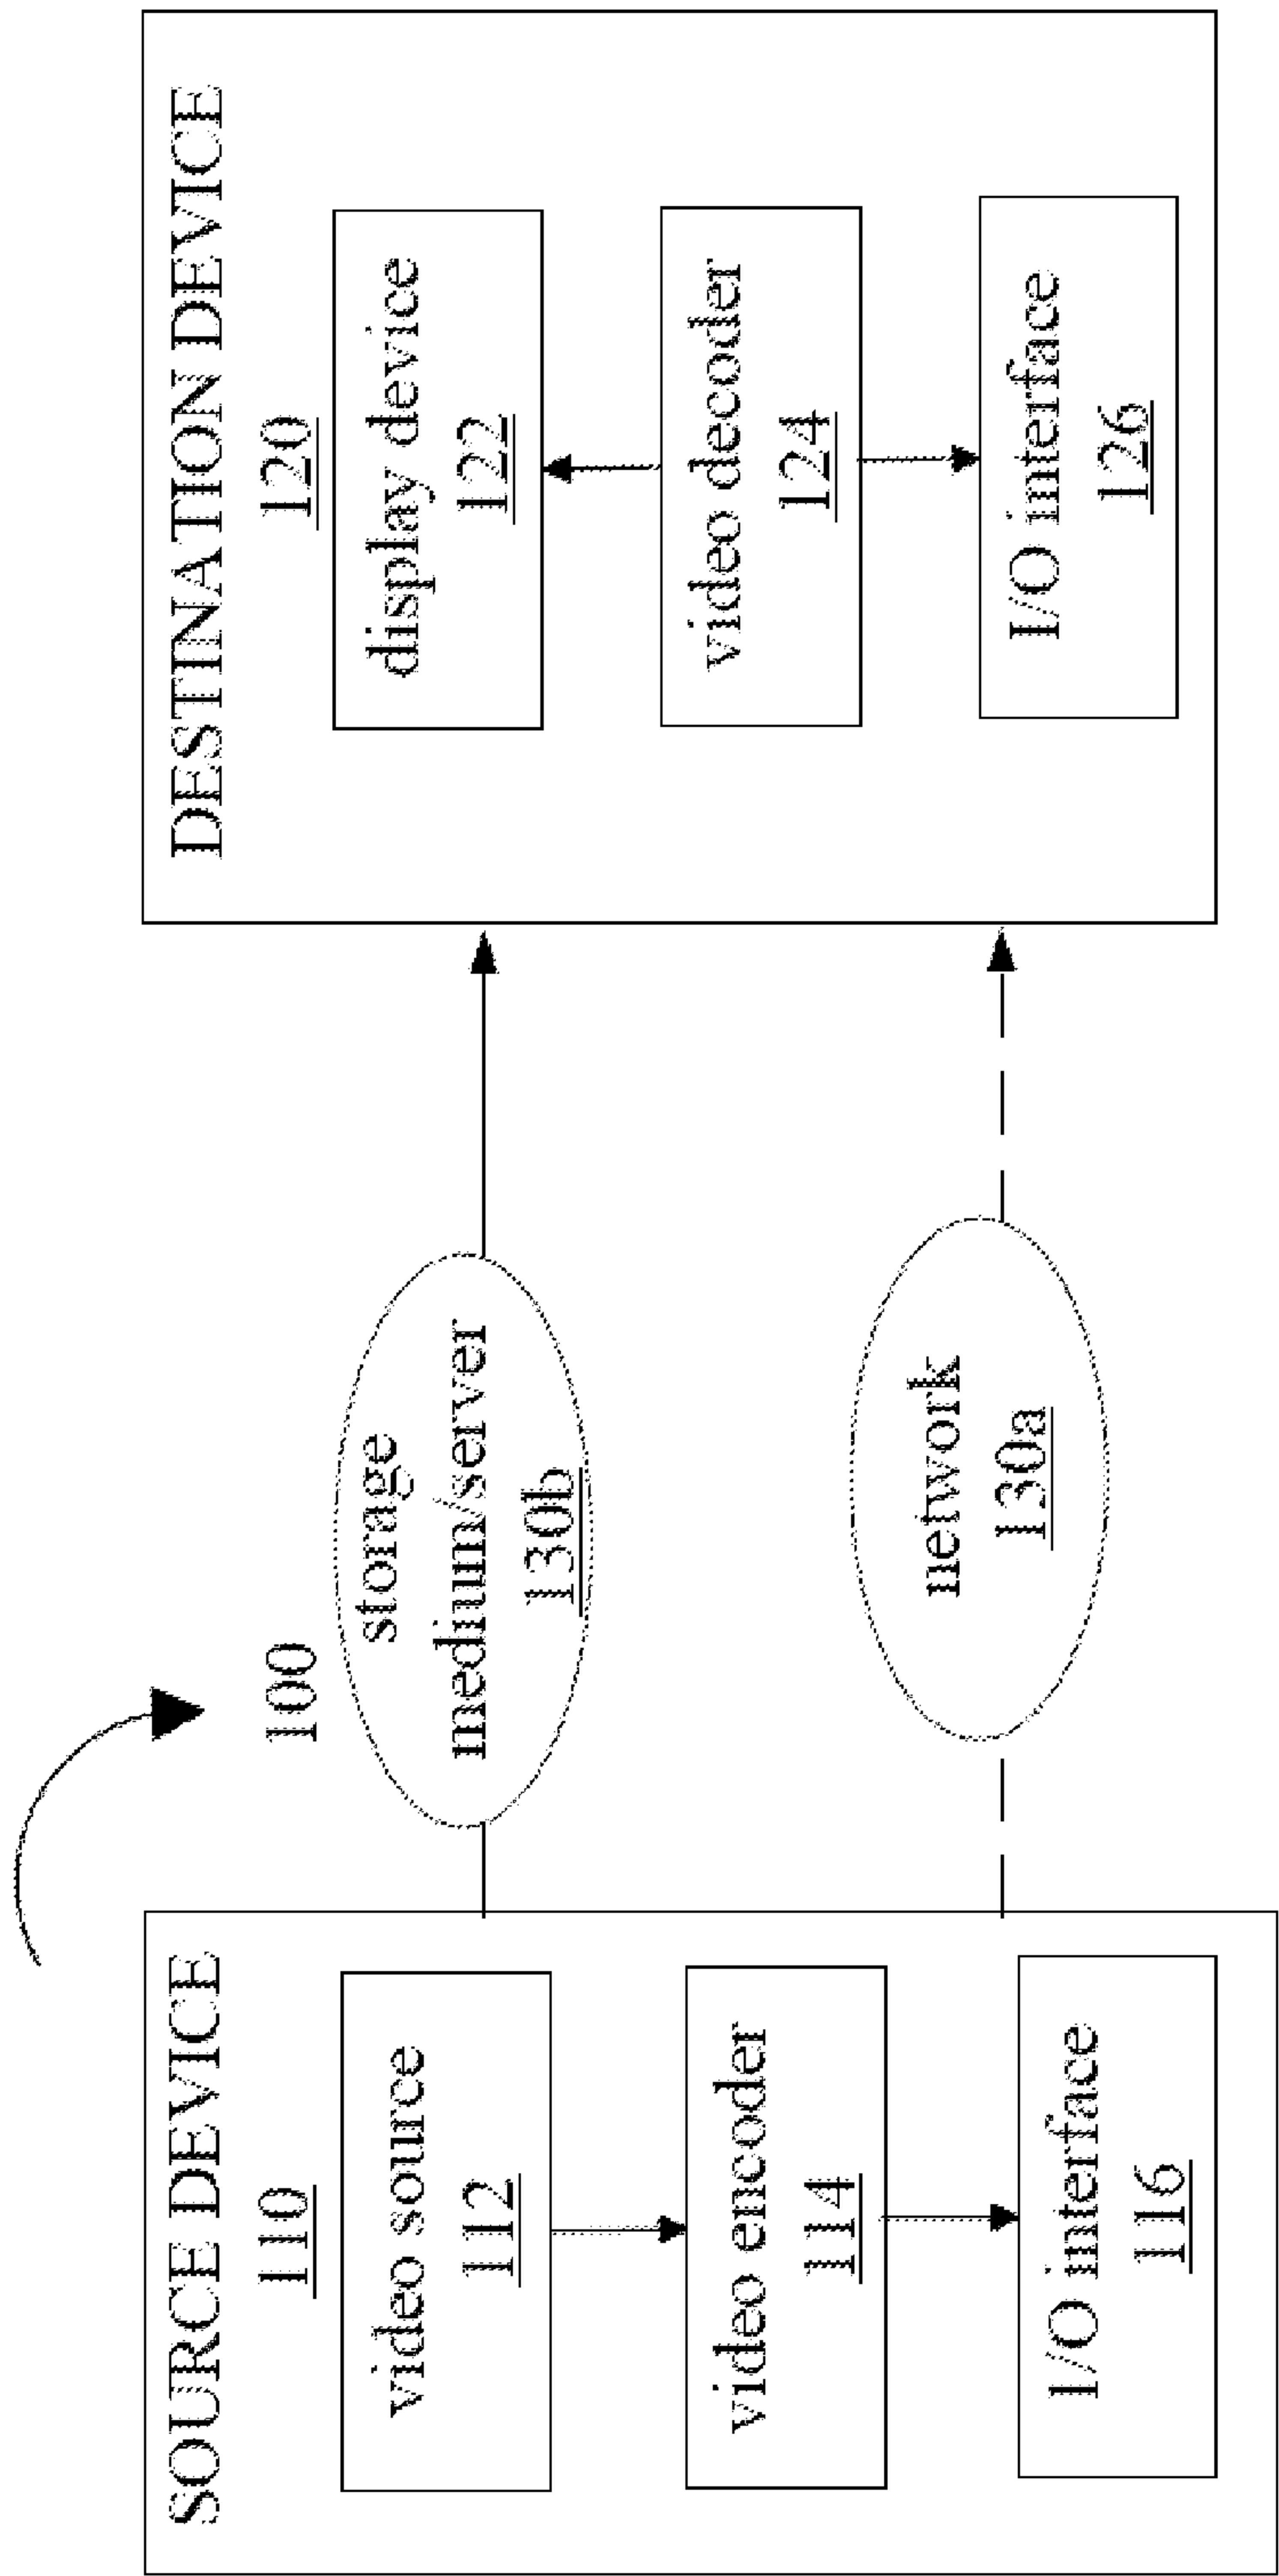 SOURCE DEVICE
110
video source
112
video encoder
114
I/O interface
116
100
storage
medium/server
130b
network
130a
DESTINATION DEVICE
120
display device
122
video decoder
124
I/O interface
126